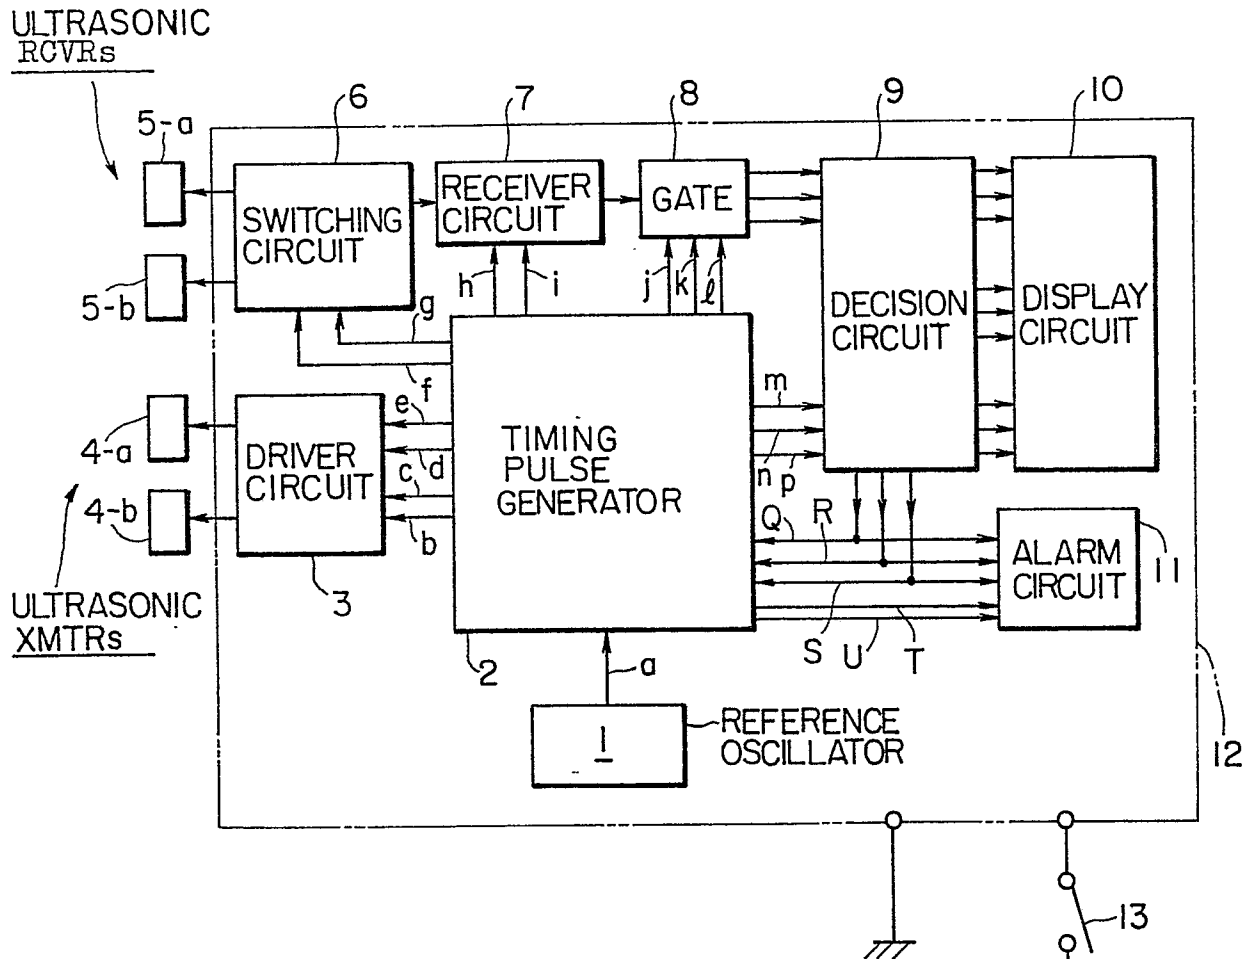 ULTRASONIC
RCVRs
5-a
6
7
8
9
10
SWITCHING
CIRCUIT
RECEIVER
CIRCUIT
GATE
5-b
h
i
j
k
ℓ
g
f
DECISION
CIRCUIT
DISPLAY
CIRCUIT
4-a
4-b
DRIVER
CIRCUIT
e
d
c
b
TIMING
PULSE
GENERATOR
m
n
p
Q
R
S
U
T
ALARM
CIRCUIT
11
ULTRASONIC
XMTRs
3
2
a
1
REFERENCE
OSCILLATOR
12
13